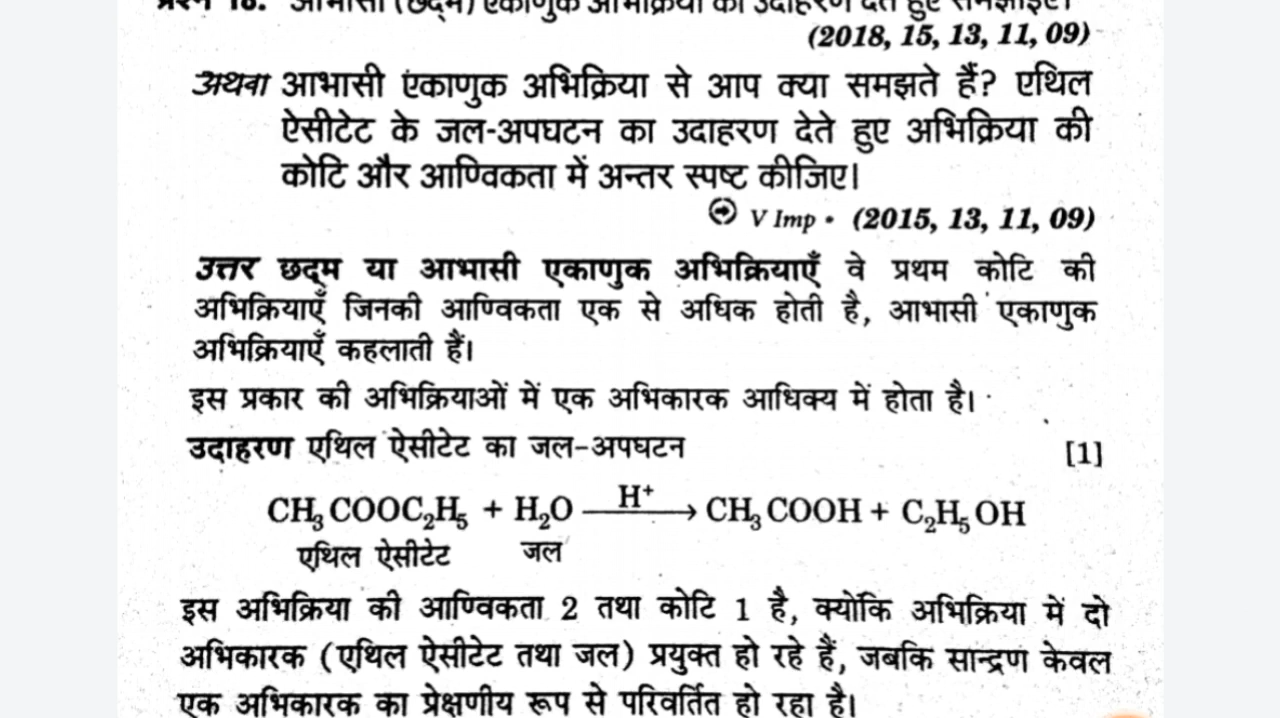 प्रश्न 18. आभासी (छद्म) एकाणुक अभिक्रिया को उदाहरण देते हुए समझाइए।
(2018, 15, 13, 11, 09)
अथवा आभासी एकाणुक अभिक्रिया से आप क्या समझते हैं? एथिल
ऐसीटेट के जल-अपघटन का उदाहरण देते हुए अभिक्रिया की
कोटि और आण्विकता में अन्तर स्पष्ट कीजिए।
V Imp • (2015, 13, 11, 09)
उत्तर छद्म या आभासी एकाणुक अभिक्रियाएँ वे प्रथम कोटि की
अभिक्रियाएँ जिनकी आण्विकता एक से अधिक होती है, आभासी एकाणुक
अभिक्रियाएँ कहलाती हैं।
इस प्रकार की अभिक्रियाओं में एक अभिकारक आधिक्य में होता है।
उदाहरण एथिल ऐसीटेट का जल-अपघटन [1]
CH₃COOC₂H₅ + H₂O —H⁺→ CH₃COOH + C₂H₅OH
एथिल ऐसीटेट जल
इस अभिक्रिया की आण्विकता 2 तथा कोटि 1 है, क्योंकि अभिक्रिया में दो
अभिकारक (एथिल ऐसीटेट तथा जल) प्रयुक्त हो रहे हैं, जबकि सान्द्रण केवल
एक अभिकारक का प्रेक्षणीय रूप से परिवर्तित हो रहा है।